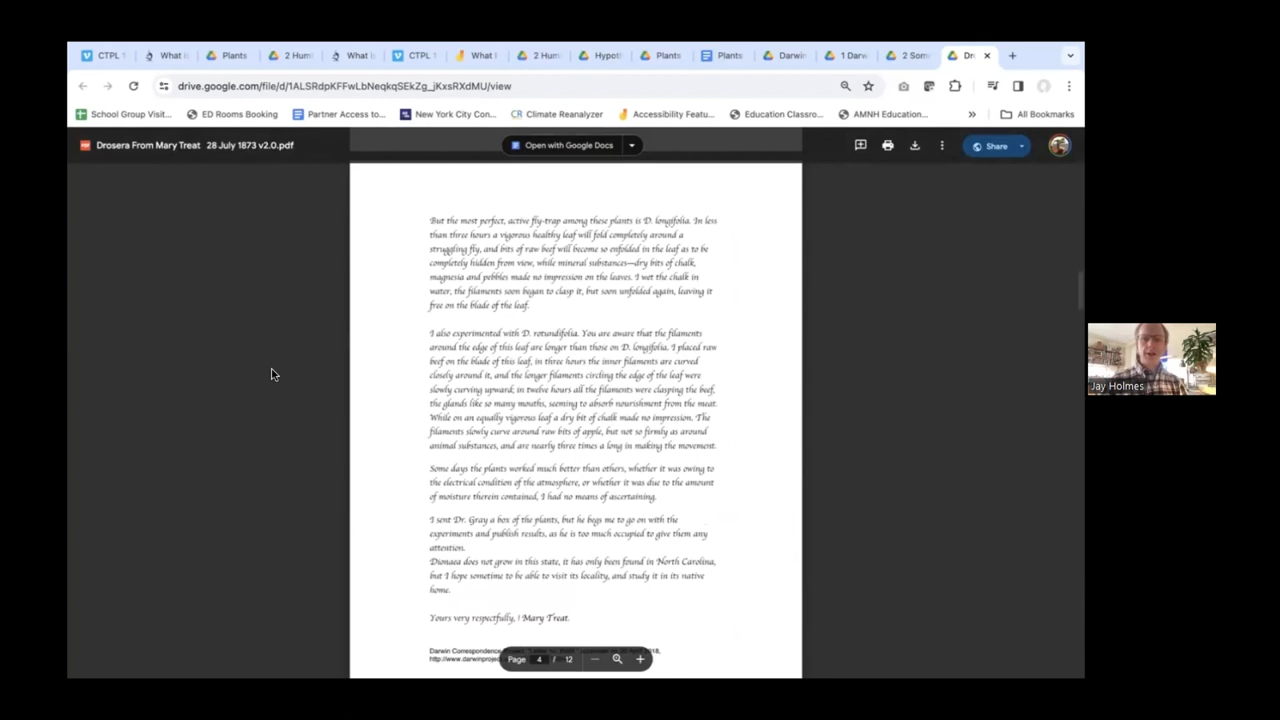 CTPL 1
What is
Plants
2 Huml
What is
CTPL 1
What I
2 Huml
Hypoth
Plants
Plants
Darwin
1 Darw
2 Som
Dro
drive.google.com/file/d/1ALSRdpKFFwLbNeqkqSEkZg_jKxsRXdMU/view
School Group Visit...
ED Rooms Booking
Partner Access to...
New York City Con...
Climate Reanalyzer
Accessibility Featu...
Education Classro...
AMNH Education...
All Bookmarks
Drosera From Mary Treat 28 July 1873 v2.0.pdf
Open with Google Docs
Share
But the most perfect, active fly-trap among these plants is D. longifolia. In less
than three hours a vigorous healthy leaf will fold completely around a
struggling fly, and bits of raw beef will become so enfolded in the leaf as to be
completely hidden from view, while mineral substances—dry bits of chalk,
magnesia and pebbles made no impression on the leaves. I wet the chalk in
water, the filaments soon began to clasp it, but soon unfolded again, leaving it
free on the blade of the leaf.
I also experimented with D. rotundifolia. You are aware that the filaments
around the edge of this leaf are longer than those on D. longifolia. I placed raw
beef on the blade of this leaf, in three hours the inner filaments are curved
closely around it, and the longer filaments circling the edge of the leaf were
slowly curving upward; in twelve hours all the filaments were clasping the beef,
the glands like so many mouths, seeming to absorb nourishment from the meat.
While on an equally vigorous leaf a dry bit of chalk made no impression. The
filaments slowly curve around raw bits of apple, but not so firmly as around
animal substances, and are nearly three times a long in making the movement.
Some days the plants worked much better than others, whether it was owing to
the electrical condition of the atmosphere, or whether it was due to the amount
of moisture therein contained, I had no means of ascertaining.
I sent Dr. Gray a box of the plants, but he begs me to go on with the
experiments and publish results, as he is too much occupied to give them any
attention.
Dionaea does not grow in this state, it has only been found in North Carolina,
but I hope sometime to be able to visit its locality, and study it in its native
home.
Yours very respectfully, | Mary Treat.
Darwin Correspondence
http://www.darwinproje
Page 4 / 12
Jay Holmes